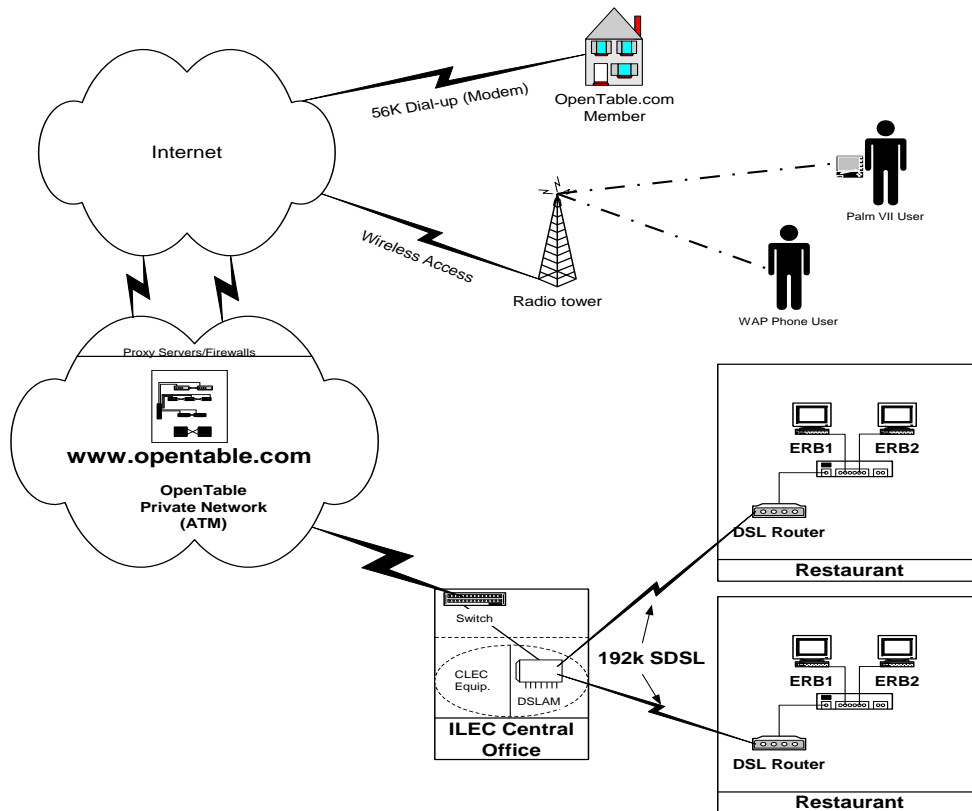 56K Dial-up (Modem)
OpenTable.com
Member
Internet
Palm VII User
Wireless Access
Radio tower
WAP Phone User
Proxy Servers/Firewalls
www.opentable.com
OpenTable
Private Network
(ATM)
ERB1
ERB2
DSL Router
Restaurant
Switch
192k SDSL
CLEC
Equip.
DSLAM
ILEC Central
Office
ERB1
ERB2
DSL Router
Restaurant